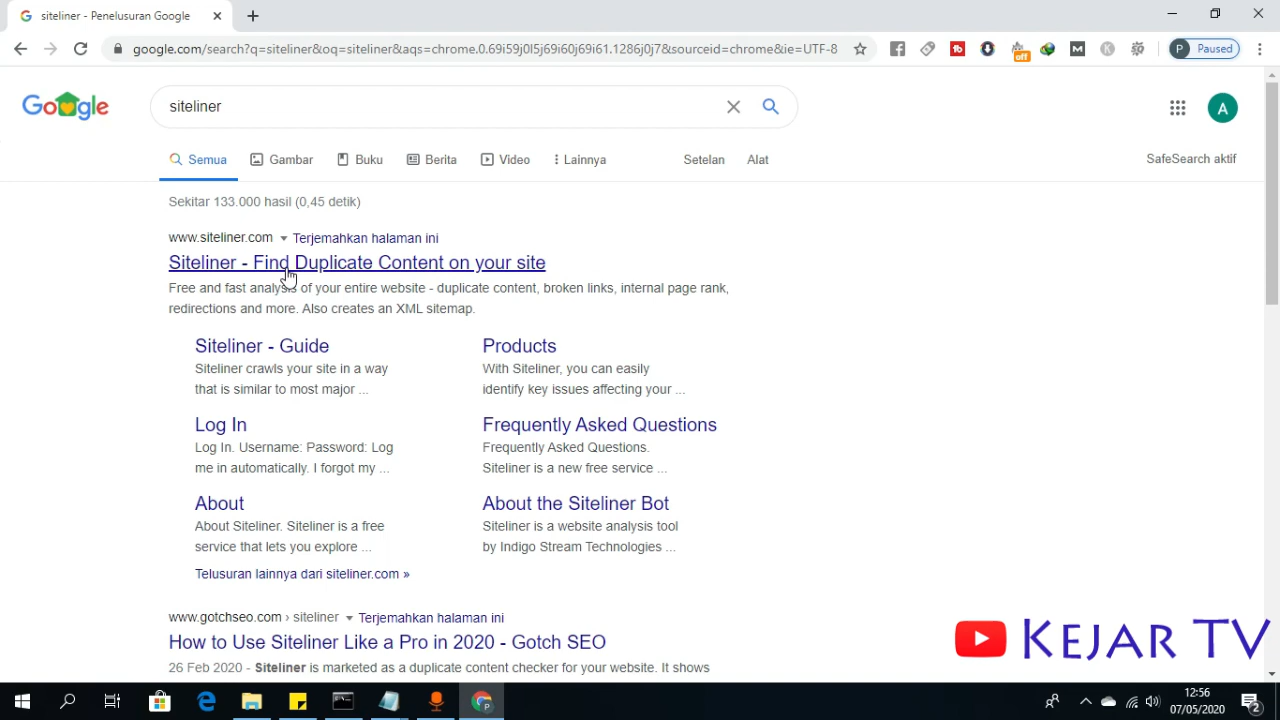 siteliner - Penelusuran Google
google.com/search?q=siteliner&oq=siteliner&aqs=chrome.0.69i59j0l5j69i60j69i61.1286j0j7&sourceid=chrome&ie=UTF-8
off
P Paused
Google
siteliner
A
Semua Gambar Buku Berita Video Lainnya Setelan Alat SafeSearch aktif
Sekitar 133.000 hasil (0,45 detik)
www.siteliner.com Terjemahkan halaman ini
Siteliner - Find Duplicate Content on your site
Free and fast analysis of your entire website - duplicate content, broken links, internal page rank,
redirections and more. Also creates an XML sitemap.
Siteliner - Guide
Siteliner crawls your site in a way
that is similar to most major ...
Products
With Siteliner, you can easily
identify key issues affecting your ...
Log In
Log In. Username: Password: Log
me in automatically. I forgot my ...
Frequently Asked Questions
Frequently Asked Questions.
Siteliner is a new free service ...
About
About Siteliner. Siteliner is a free
service that lets you explore ...
About the Siteliner Bot
Siteliner is a website analysis tool
by Indigo Stream Technologies ...
Telusuran lainnya dari siteliner.com »
www.gotchseo.com › siteliner Terjemahkan halaman ini
How to Use Siteliner Like a Pro in 2020 - Gotch SEO
26 Feb 2020 - Siteliner is marketed as a duplicate content checker for your website. It shows
KEJAR TV
12:56
07/05/2020
2